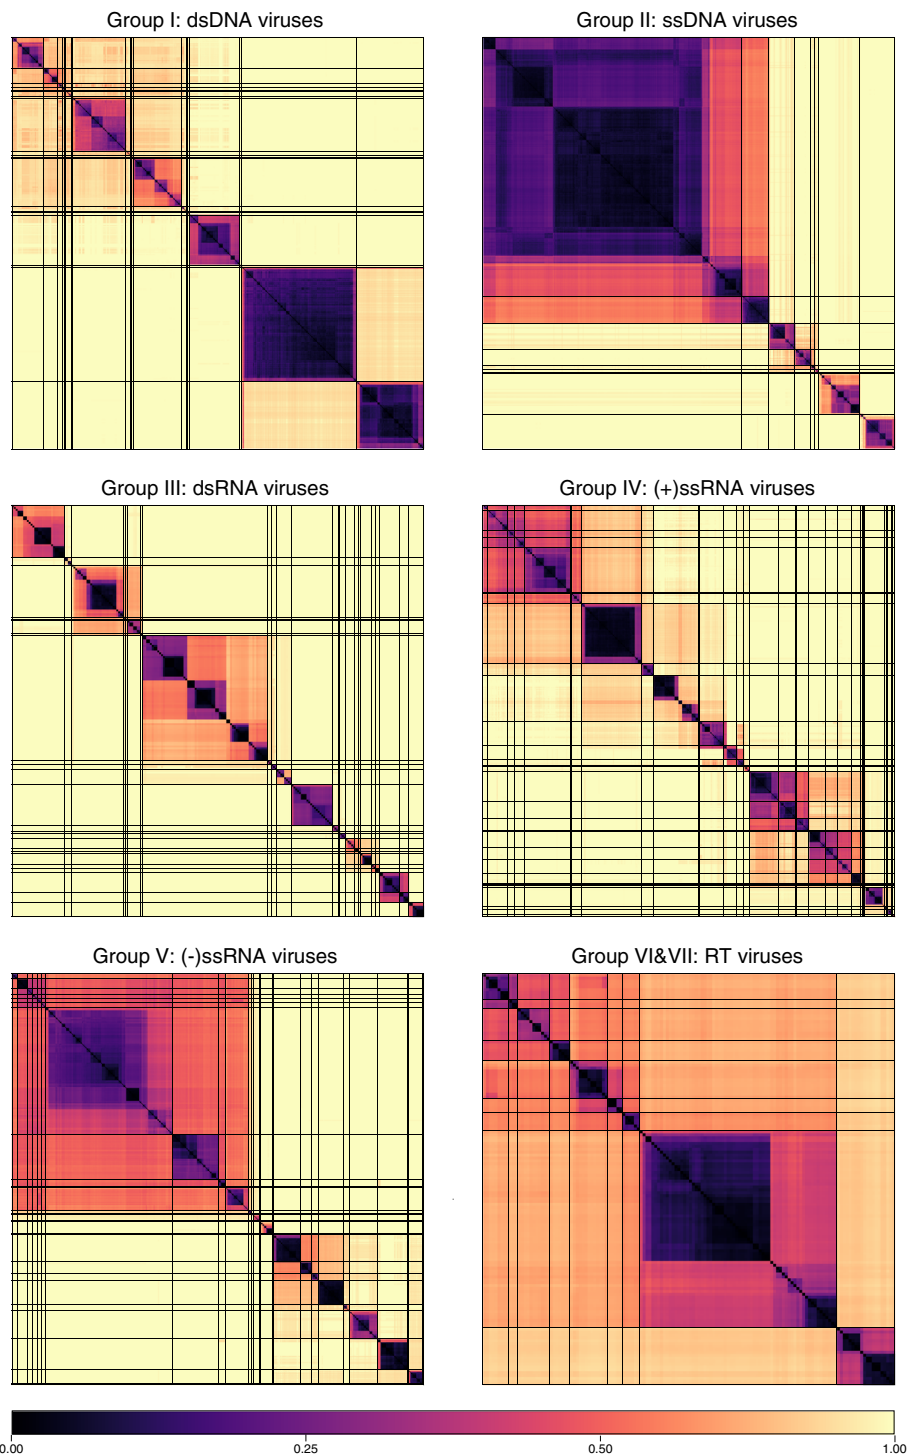 Group I: dsDNA viruses
Group II: ssDNA viruses
Group III: dsRNA viruses
Group IV: (+)ssRNA viruses
Group V: (-)ssRNA viruses
Group VI&VII: RT viruses
0.00 0.25 0.50 1.00